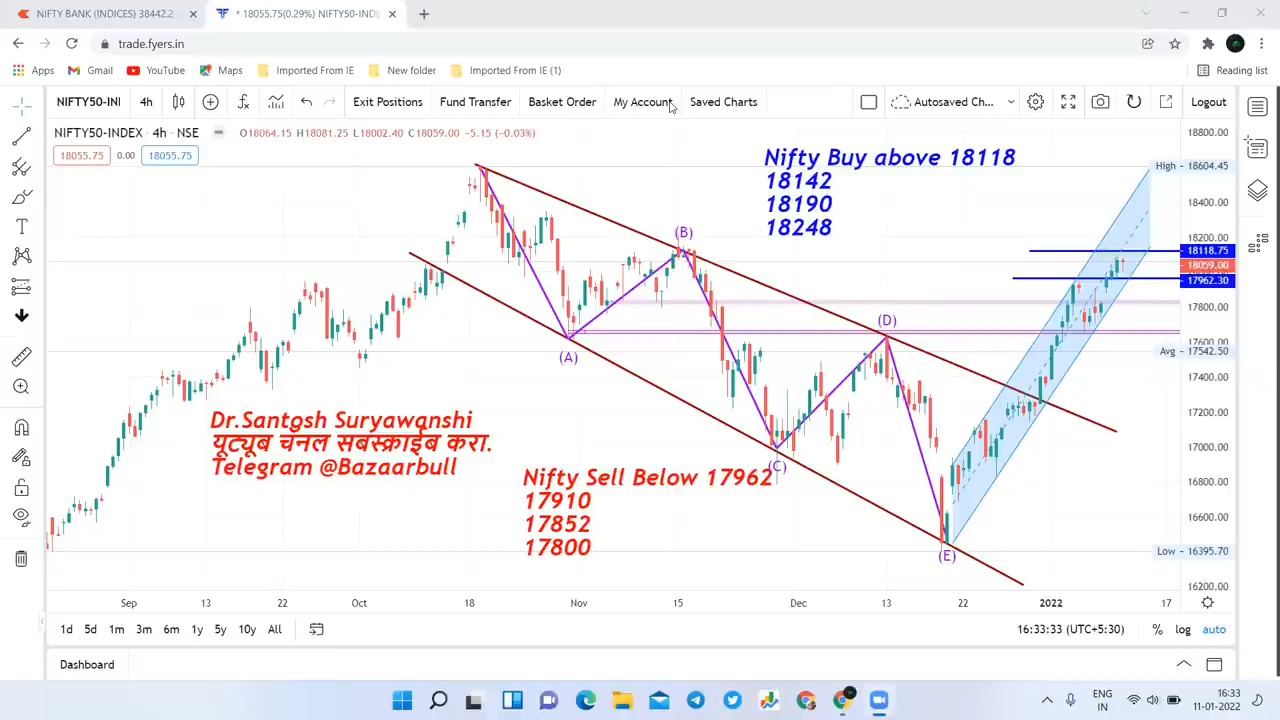 NIFTY BANK (INDICES) 38442.2
* 18055.75(0.29%) NIFTY50-INDE
trade.fyers.in
Apps Gmail YouTube Maps Imported From IE New folder Imported From IE (1) Reading list
NIFTY50-INI 4h Exit Positions Fund Transfer Basket Order My Account Saved Charts Autosaved Ch... Logout
NIFTY50-INDEX • 4h • NSE O18064.15 H18081.25 L18002.40 C18059.00 −5.15 (−0.03%)
18055.75 0.00 18055.75
Nifty Buy above 18118
18142
18190
18248
(B)
(D)
(A)
(C)
(E)
Dr.Santosh Suryawanshi
यूट्यूब चॅनल सबस्क्राईब करा.
Telegram @Bazaarbull
Nifty Sell Below 17962
17910
17852
17800
18800.00
High - 18604.45
18200.00
18118.75
18059.00
17962.30
17800.00
17600.00
Avg - 17542.50
17400.00
17200.00
17000.00
16800.00
16600.00
Low - 16395.70
16200.00
Sep 13 22 Oct 18 Nov 15 Dec 13 22 2022 17
1d 5d 1m 3m 6m 1y 5y 10y All 16:33:33 (UTC+5:30) % log auto
Dashboard
ENG
IN
16:33
11-01-2022